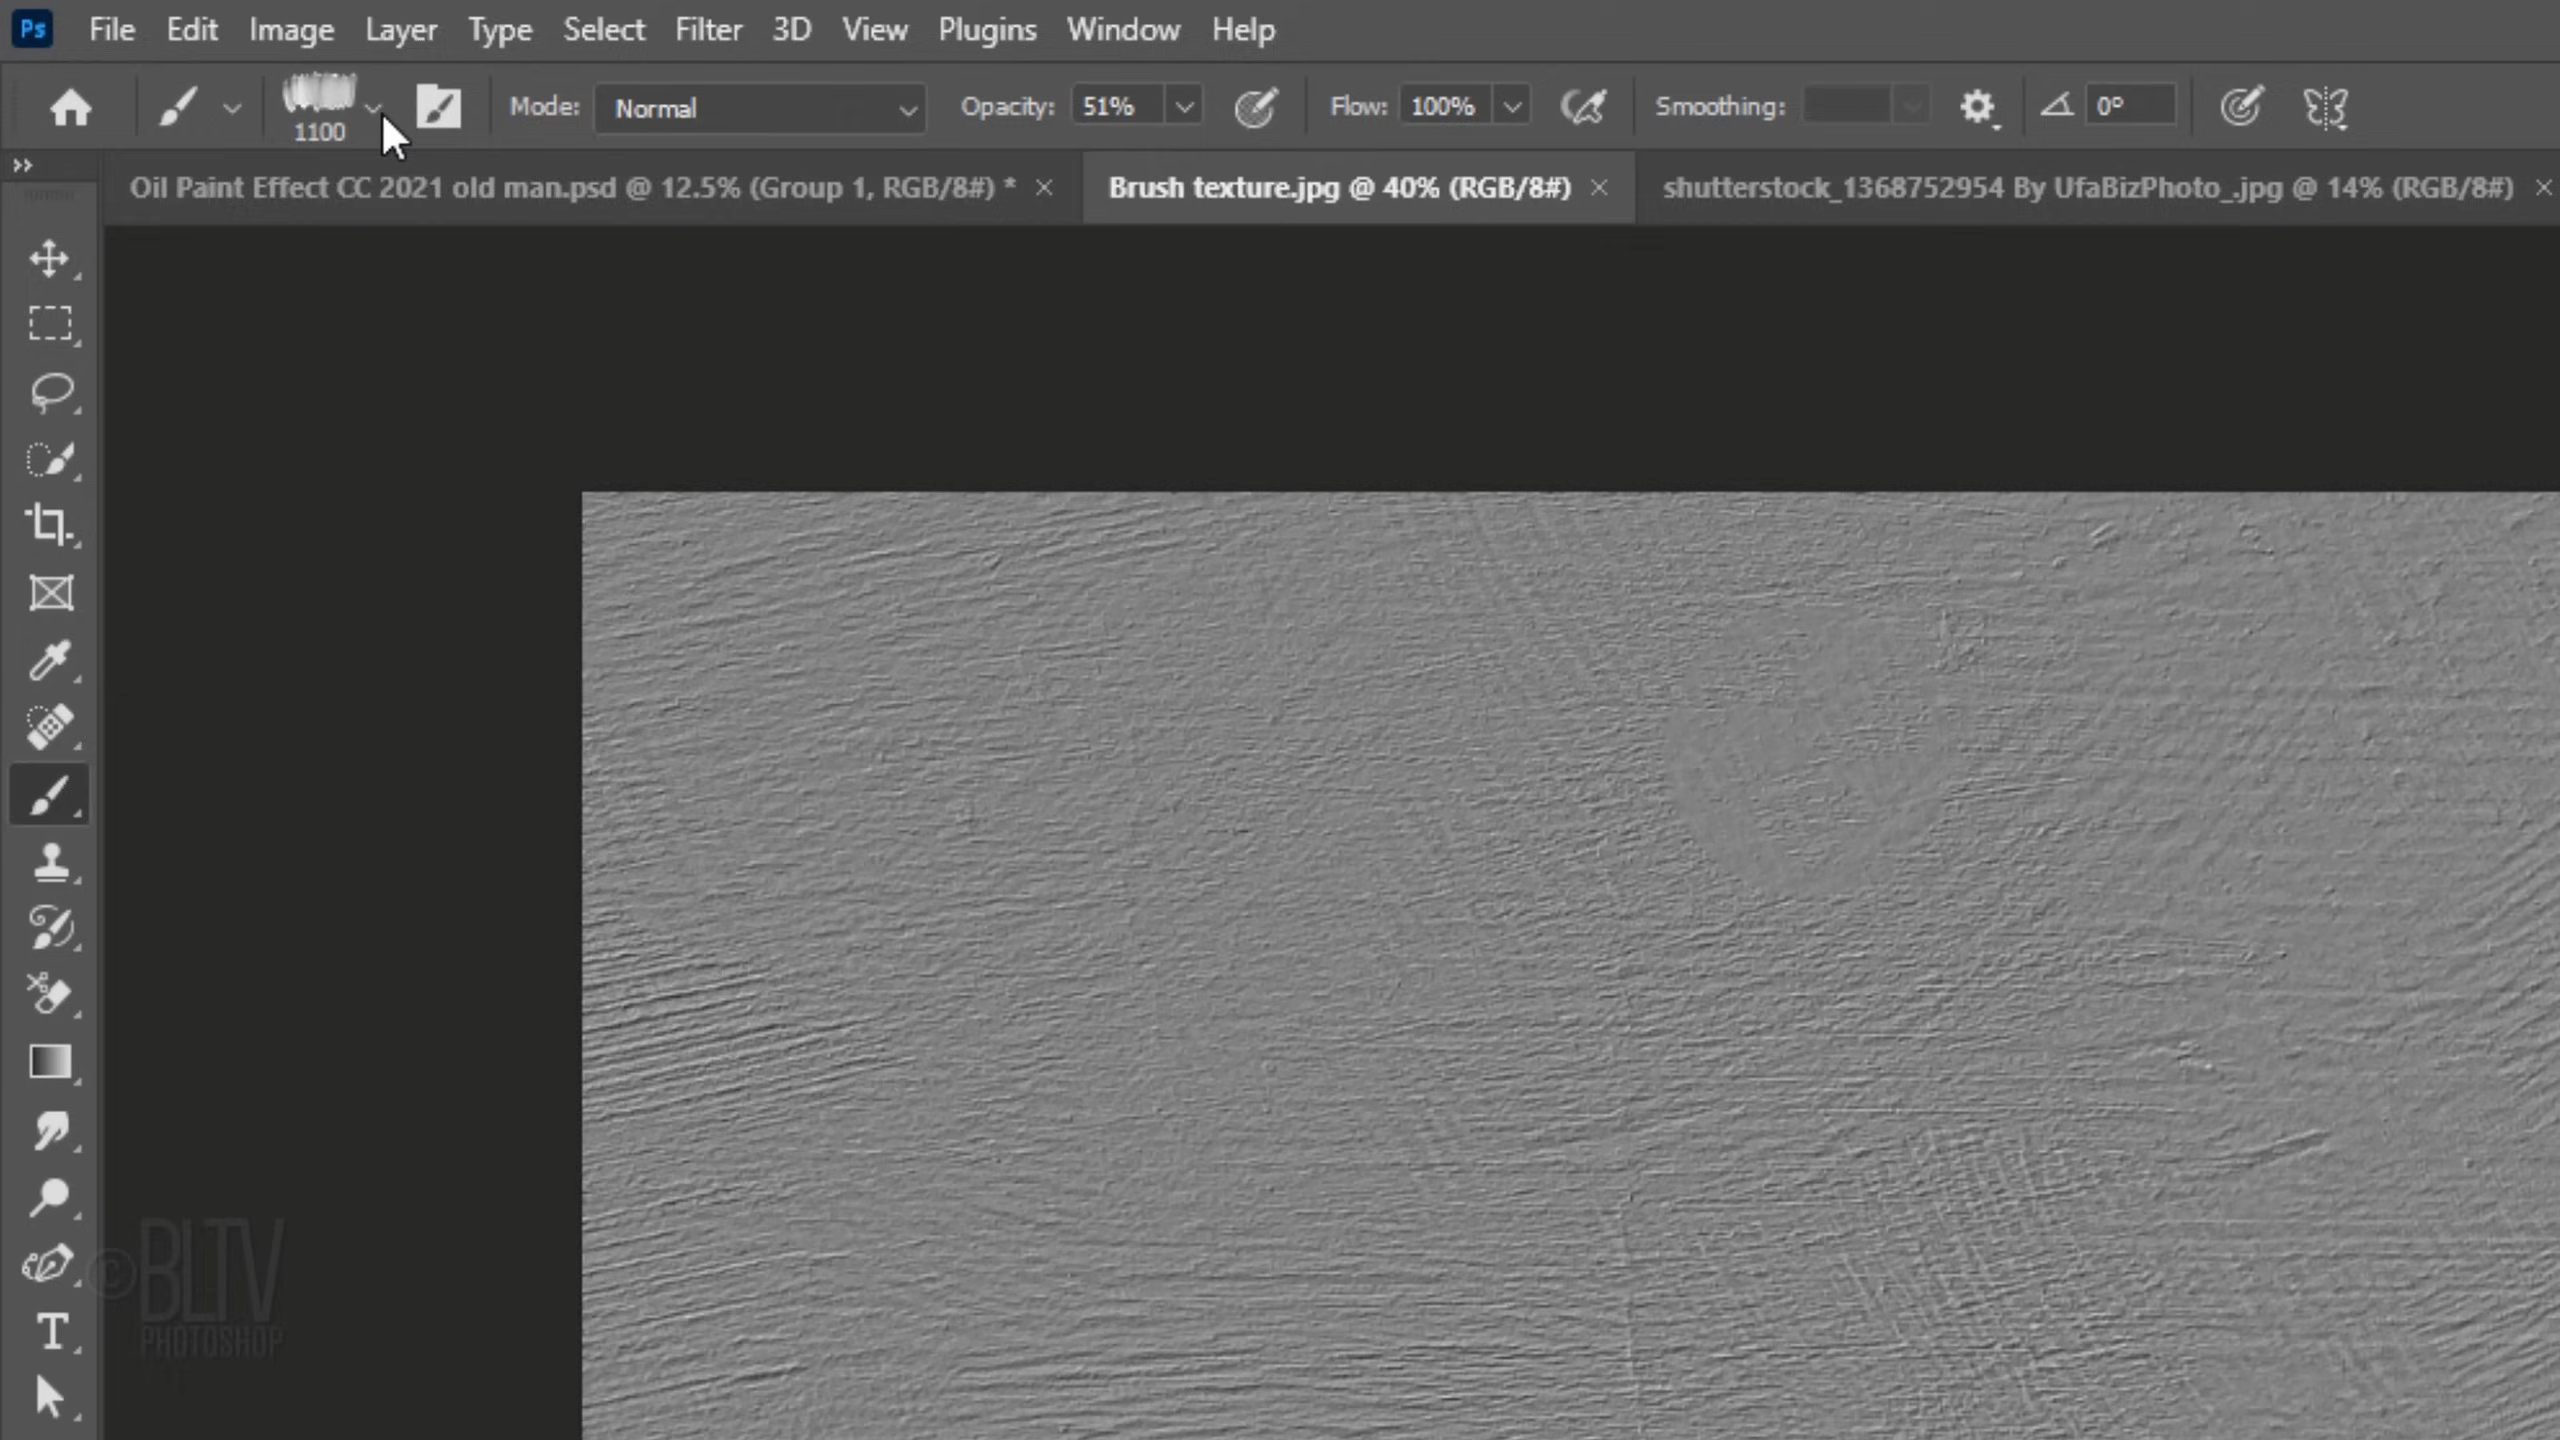 Ps File Edit Image Layer Type Select Filter 3D View Plugins Window Help
1100 Mode: Normal Opacity: 51% Flow: 100% Smoothing: 0°
Oil Paint Effect CC 2021 old man.psd @ 12.5% (Group 1, RGB/8#) * Brush texture.jpg @ 40% (RGB/8#) shutterstock_1368752954 By UfaBizPhoto_.jpg @ 14% (RGB/8#)
©BLTV
PHOTOSHOP